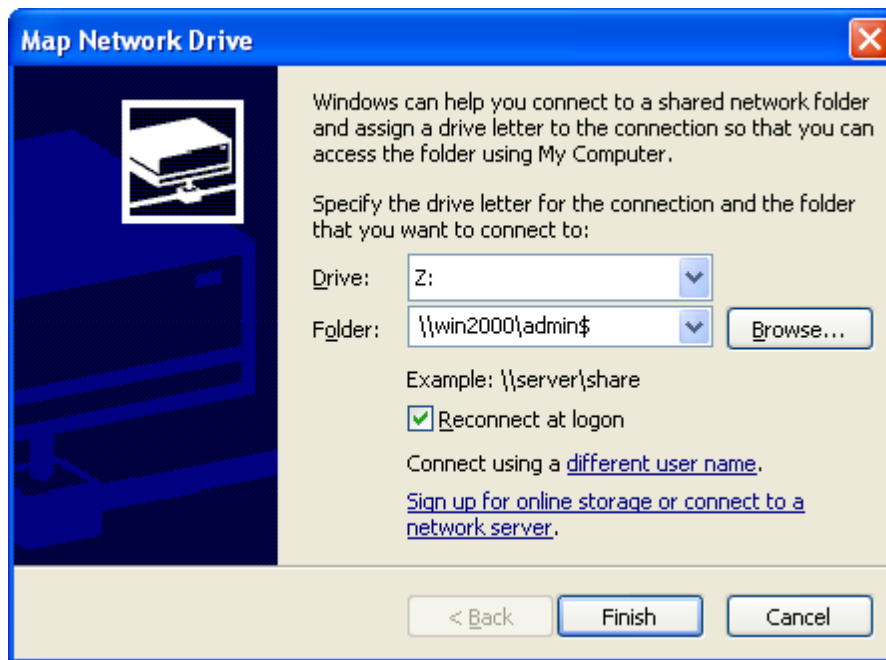 Map Network Drive
Windows can help you connect to a shared network folder
and assign a drive letter to the connection so that you can
access the folder using My Computer.
Specify the drive letter for the connection and the folder
that you want to connect to:
Drive: Z:
Folder: \\win2000\admin$ Browse...
Example: \\server\share
Reconnect at logon
Connect using a different user name.
Sign up for online storage or connect to a
network server.
< Back Finish Cancel